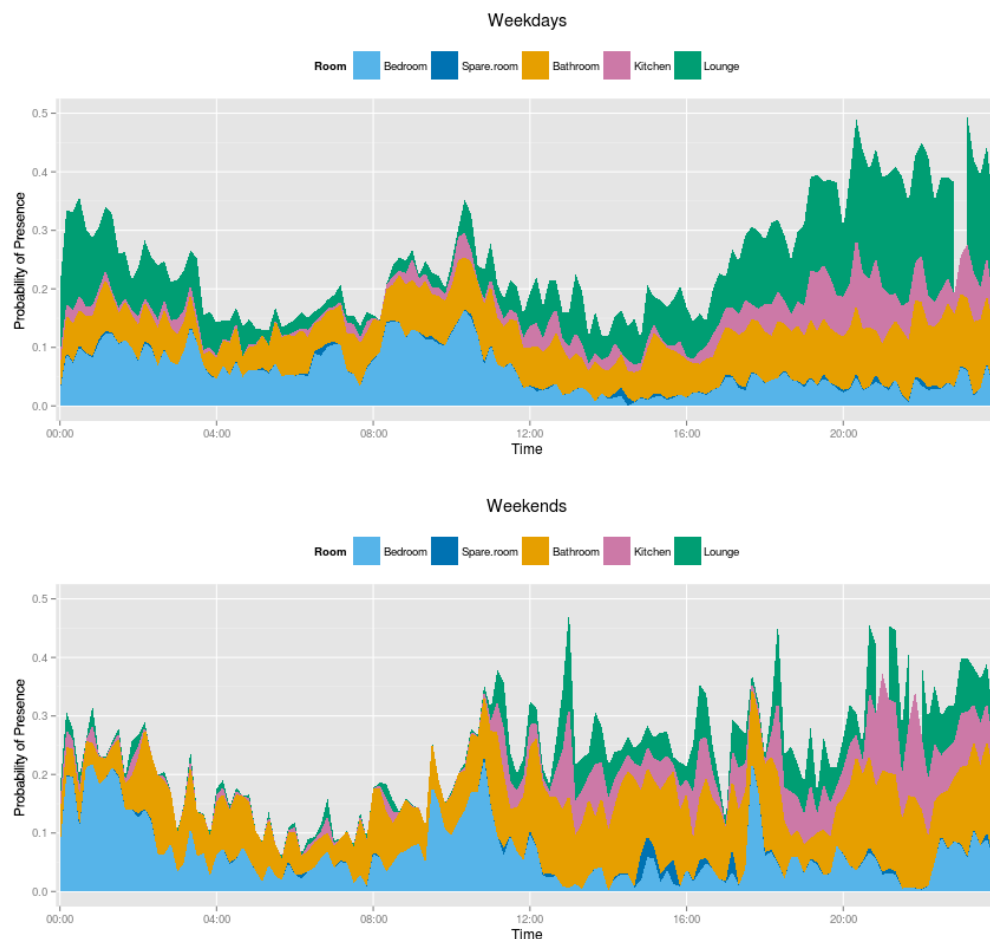 Weekdays
Room Bedroom Spare.room Bathroom Kitchen Lounge
0.5
0.4
0.3
0.2
0.1
0.0
Probability of Presence
00:00 04:00 08:00 12:00 16:00 20:00
Time
Weekends
Room Bedroom Spare.room Bathroom Kitchen Lounge
0.5
0.4
0.3
0.2
0.1
0.0
Probability of Presence
00:00 04:00 08:00 12:00 16:00 20:00
Time